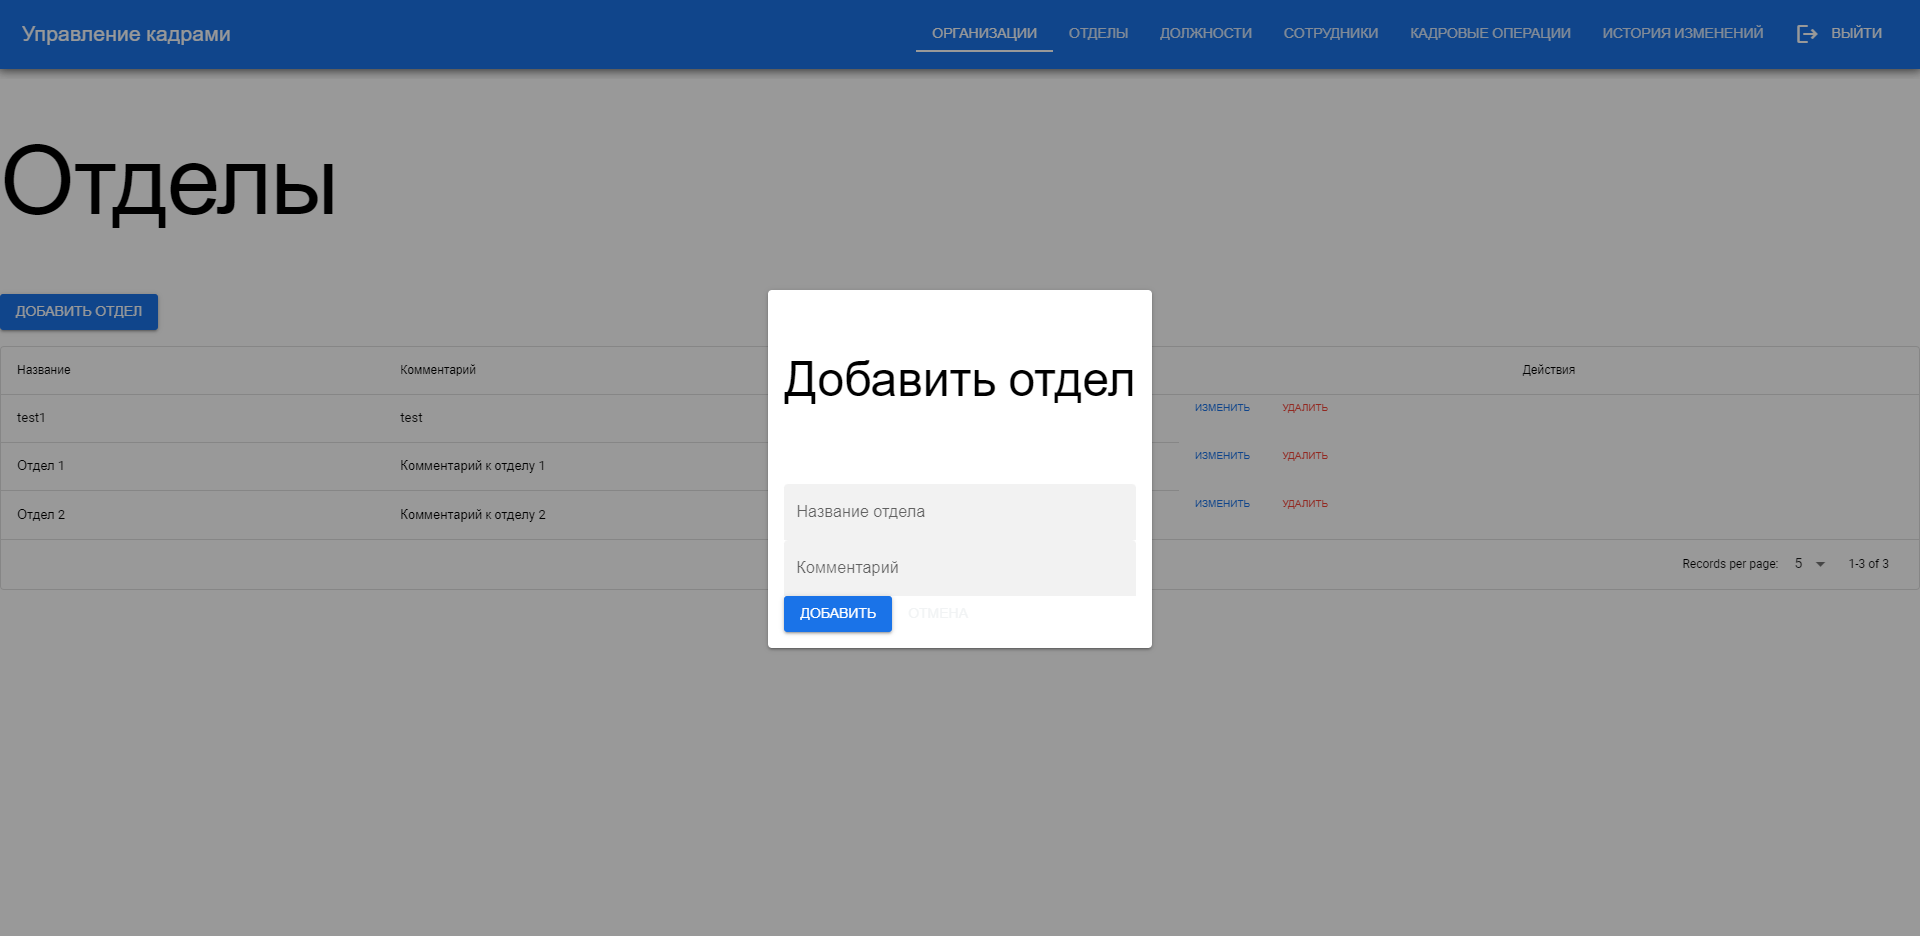 Управление кадрами
ОРГАНИЗАЦИИ ОТДЕЛЫ ДОЛЖНОСТИ СОТРУДНИКИ КАДРОВЫЕ ОПЕРАЦИИ ИСТОРИЯ ИЗМЕНЕНИЙ ВЫЙТИ
Отделы
ДОБАВИТЬ ОТДЕЛ
Название Комментарий Действия
test1 test ИЗМЕНИТЬ УДАЛИТЬ
Отдел 1 Комментарий к отделу 1 ИЗМЕНИТЬ УДАЛИТЬ
Отдел 2 Комментарий к отделу 2 ИЗМЕНИТЬ УДАЛИТЬ
Records per page: 5 1-3 of 3
Добавить отдел
Название отдела
Комментарий
ДОБАВИТЬ ОТМЕНА